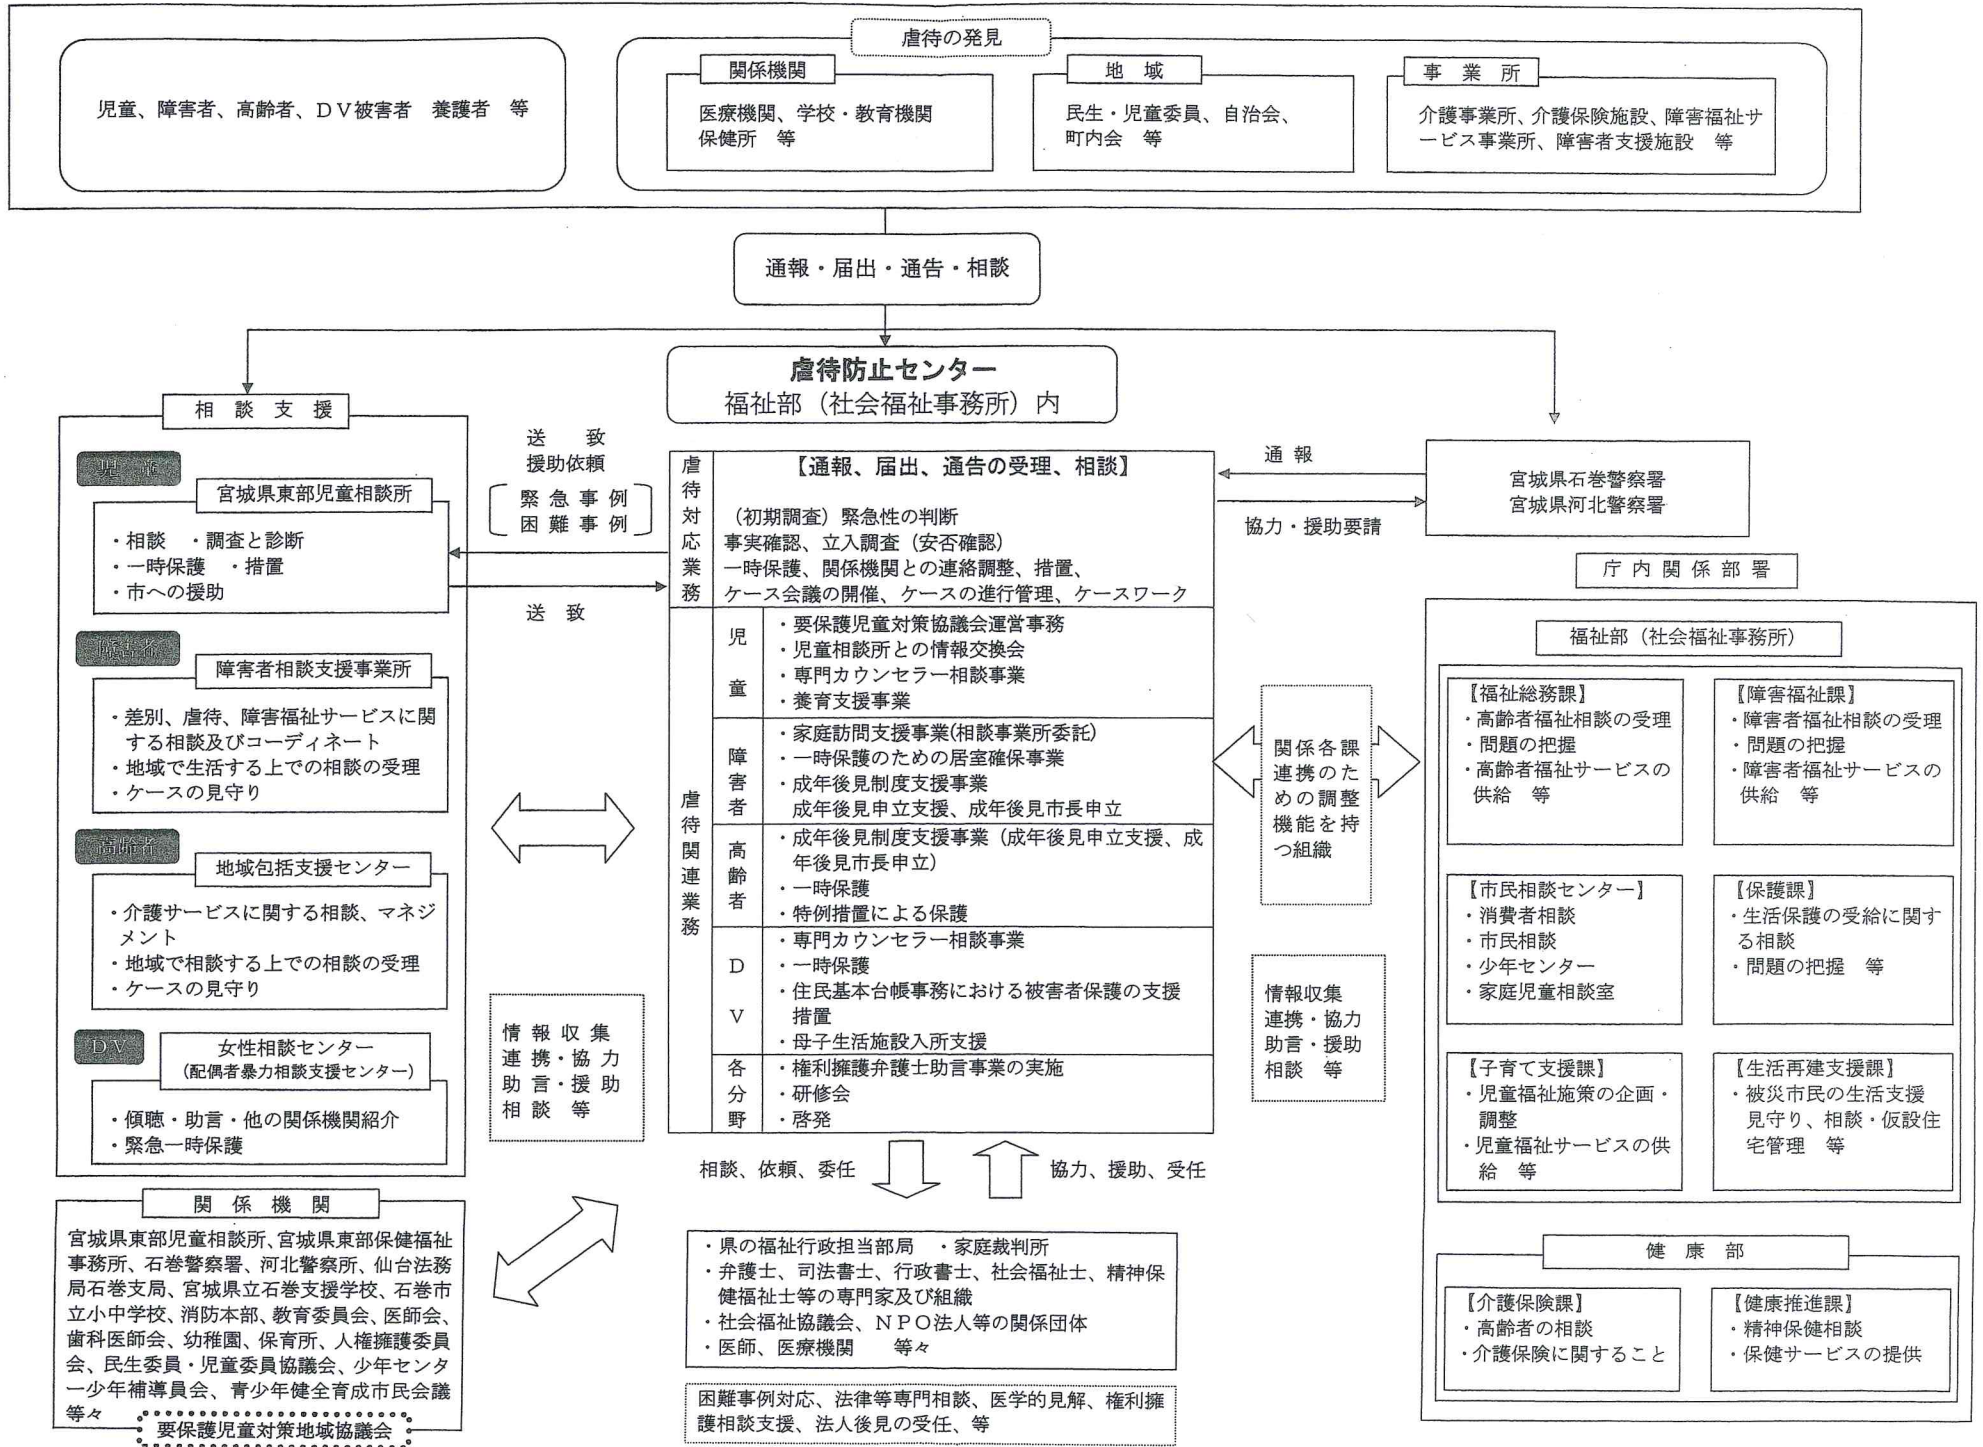 虐待の発見
児童、障害者、高齢者、DV被害者 養護者 等
関係機関
医療機関、学校・教育機関
保健所 等
地 域
民生・児童委員、自治会、
町内会 等
事 業 所
介護事業所、介護保険施設、障害福祉サ
ービス事業所、障害者支援施設 等
通報・届出・通告・相談
虐待防止センター
福祉部（社会福祉事務所）内
相 談 支 援
児 童
宮城県東部児童相談所
・相談 ・調査と診断
・一時保護 ・措置
・市への援助
障害者
障害者相談支援事業所
・差別、虐待、障害福祉サービスに関
する相談及びコーディネート
・地域で生活する上での相談の受理
・ケースの見守り
高齢者
地域包括支援センター
・介護サービスに関する相談、マネジ
メント
・地域で相談する上での相談の受理
・ケースの見守り
DV
女性相談センター
（配偶者暴力相談支援センター）
・傾聴・助言・他の関係機関紹介
・緊急一時保護
関 係 機 関
宮城県東部児童相談所、宮城県東部保健福祉
事務所、石巻警察署、河北警察所、仙台法務
局石巻支局、宮城県立石巻支援学校、石巻市
立小中学校、消防本部、教育委員会、医師会、
歯科医師会、幼稚園、保育所、人権擁護委員
会、民生委員・児童委員協議会、少年センタ
ー少年補導員会、青少年健全育成市民会議
等々
要保護児童対策地域協議会
送 致
援助依頼
緊 急 事 例
困 難 事 例
送 致
情 報 収 集
連 携・協 力
助 言・援 助
相 談 等
虐待対応業務
【通報、届出、通告の受理、相談】
（初期調査）緊急性の判断
事実確認、立入調査（安否確認）
一時保護、関係機関との連絡調整、措置、
ケース会議の開催、ケースの進行管理、ケースワーク
虐待関連業務
児童
・要保護児童対策協議会運営事務
・児童相談所との情報交換会
・専門カウンセラー相談事業
・養育支援事業
障害者
・家庭訪問支援事業(相談事業所委託)
・一時保護のための居室確保事業
・成年後見制度支援事業
成年後見申立支援、成年後見市長申立
高齢者
・成年後見制度支援事業（成年後見申立支援、成
年後見市長申立）
・一時保護
・特例措置による保護
DV
・専門カウンセラー相談事業
・一時保護
・住民基本台帳事務における被害者保護の支援
措置
・母子生活施設入所支援
各分野
・権利擁護弁護士助言事業の実施
・研修会
・啓発
相談、依頼、委任
協力、援助、受任
・県の福祉行政担当部局 ・家庭裁判所
・弁護士、司法書士、行政書士、社会福祉士、精神保
健福祉士等の専門家及び組織
・社会福祉協議会、NPO法人等の関係団体
・医師、医療機関 等々
困難事例対応、法律等専門相談、医学的見解、権利擁
護相談支援、法人後見の受任、等
通 報
協力・援助要請
宮城県石巻警察署
宮城県河北警察署
関係各課
連携のた
めの調整
機能を持
つ組織
情報収集
連携・協力
助言・援助
相談 等
庁 内 関 係 部 署
福祉部（社会福祉事務所）
【福祉総務課】
・高齢者福祉相談の受理
・問題の把握
・高齢者福祉サービスの
供給 等
【障害福祉課】
・障害者福祉相談の受理
・問題の把握
・障害者福祉サービスの
供給 等
【市民相談センター】
・消費者相談
・市民相談
・少年センター
・家庭児童相談室
【保護課】
・生活保護の受給に関す
る相談
・問題の把握 等
【子育て支援課】
・児童福祉施策の企画・
調整
・児童福祉サービスの供
給 等
【生活再建支援課】
・被災市民の生活支援
見守り、相談・仮設住
宅管理 等
健 康 部
【介護保険課】
・高齢者の相談
・介護保険に関すること
【健康推進課】
・精神保健相談
・保健サービスの提供